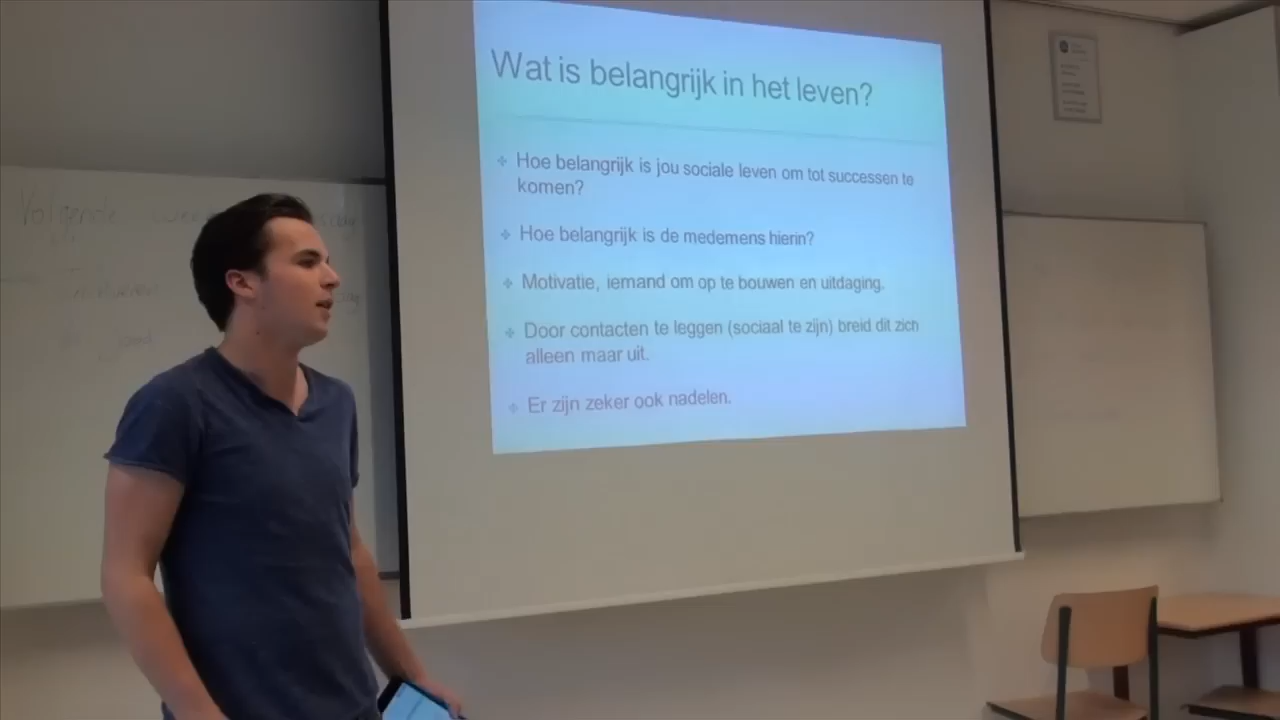 Wat is belangrijk in het leven?
Hoe belangrijk is jou sociale leven om tot successen te
komen?
Hoe belangrijk is de medemens hierin?
Motivatie, iemand om op te bouwen en uitdaging.
Door contacten te leggen (sociaal te zijn) breid dit zich
alleen maar uit.
Er zijn zeker ook nadelen.
Volgende